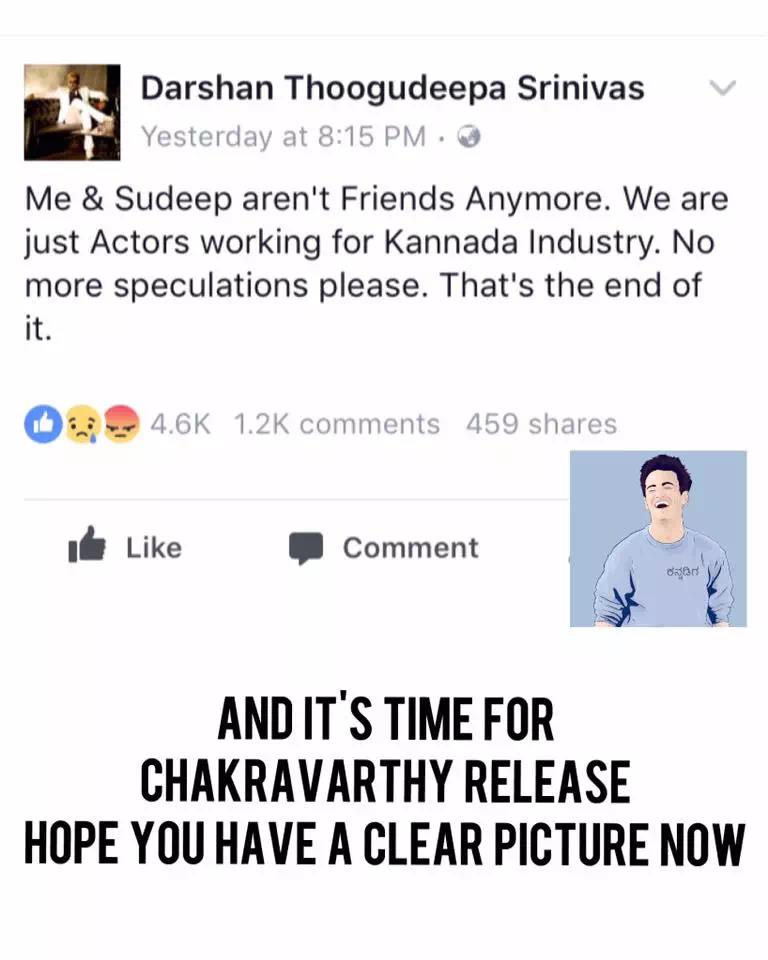 Darshan Thoogudeepa Srinivas
Yesterday at 8:15 PM ·
Me & Sudeep aren't Friends Anymore. We are
just Actors working for Kannada Industry. No
more speculations please. That's the end of
it.
4.6K 1.2K comments 459 shares
Like Comment
ಕನ್ನಡಿಗ
AND IT'S TIME FOR
CHAKRAVARTHY RELEASE
HOPE YOU HAVE A CLEAR PICTURE NOW